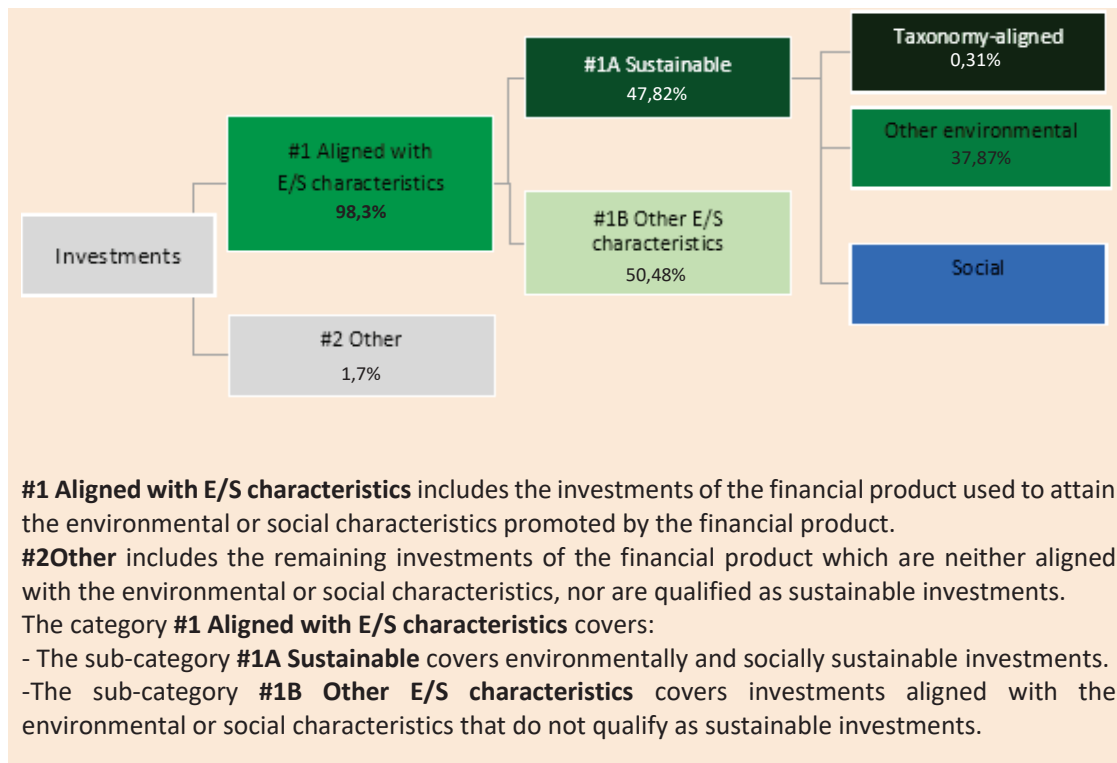 Taxonomy-aligned
0,31%
#1A Sustainable
47,82%
Other environmental
37,87%
#1 Aligned with
E/S characteristics
98,3%
#1B Other E/S
characteristics
50,48%
Investments
Social
#2 Other
1,7%
#1 Aligned with E/S characteristics includes the investments of the financial product used to attain
the environmental or social characteristics promoted by the financial product.
#2Other includes the remaining investments of the financial product which are neither aligned
with the environmental or social characteristics, nor are qualified as sustainable investments.
The category #1 Aligned with E/S characteristics covers:
- The sub-category #1A Sustainable covers environmentally and socially sustainable investments.
-The sub-category #1B Other E/S characteristics covers investments aligned with the
environmental or social characteristics that do not qualify as sustainable investments.